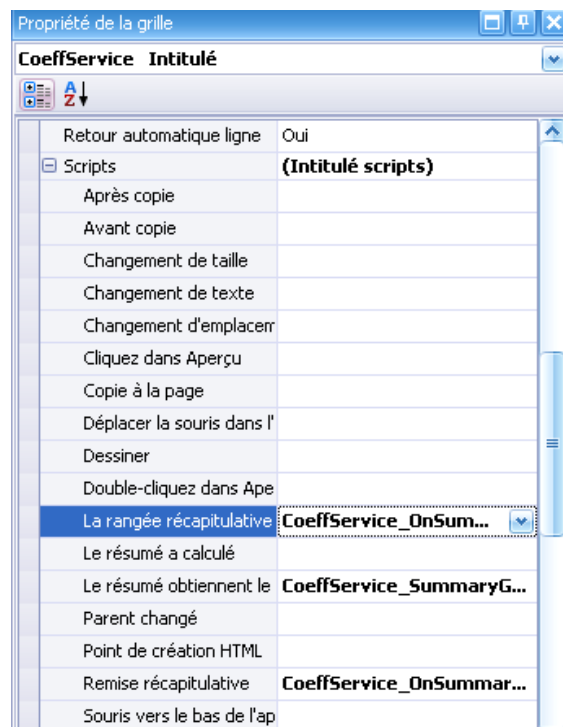 Propriété de la grille
CoeffService Intitulé
A
Z
Retour automatique ligne Oui
Scripts (Intitulé scripts)
Après copie
Avant copie
Changement de taille
Changement de texte
Changement d'emplacem
Cliquez dans Aperçu
Copie à la page
Déplacer la souris dans l'
Dessiner
Double-cliquez dans Ape
La rangée récapitulative CoeffService_OnSum...
Le résumé a calculé
Le résumé obtiennent le CoeffService_SummaryG...
Parent changé
Point de création HTML
Remise récapitulative CoeffService_OnSummar...
Souris vers le bas de l'ap